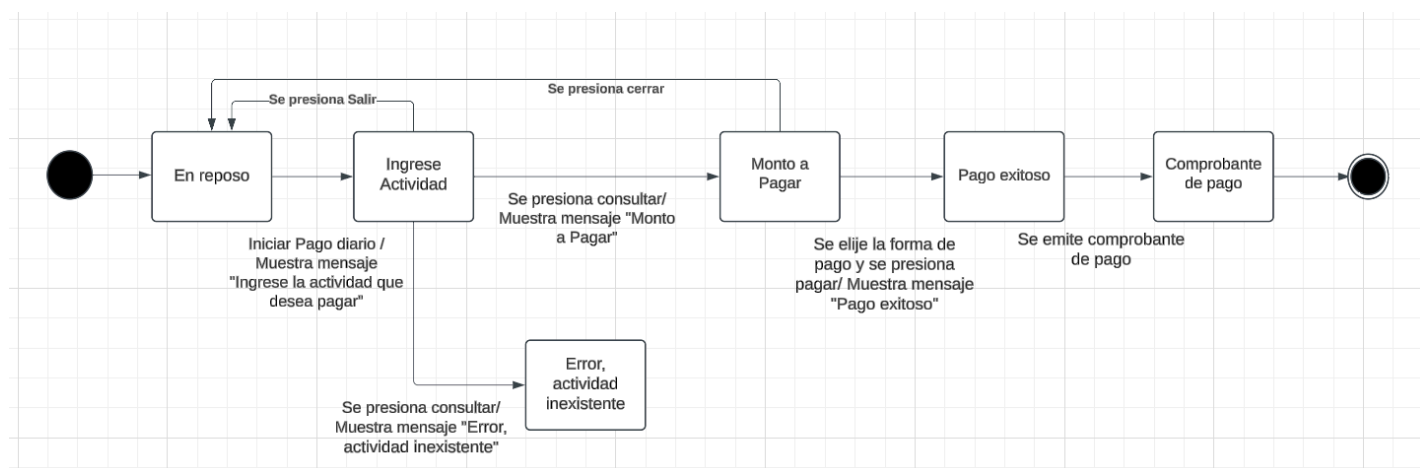 Se presiona cerrar
Se presiona Salir
En reposo
Ingrese
Actividad
Monto a
Pagar
Pago exitoso
Comprobante
de pago
Se presiona consultar/
Muestra mensaje "Monto
a Pagar"
Iniciar Pago diario /
Muestra mensaje
"Ingrese la actividad que
desea pagar"
Se elije la forma de
pago y se presiona
pagar/ Muestra mensaje
"Pago exitoso"
Se emite comprobante
de pago
Error,
actividad
inexistente
Se presiona consultar/
Muestra mensaje "Error,
actividad inexistente"